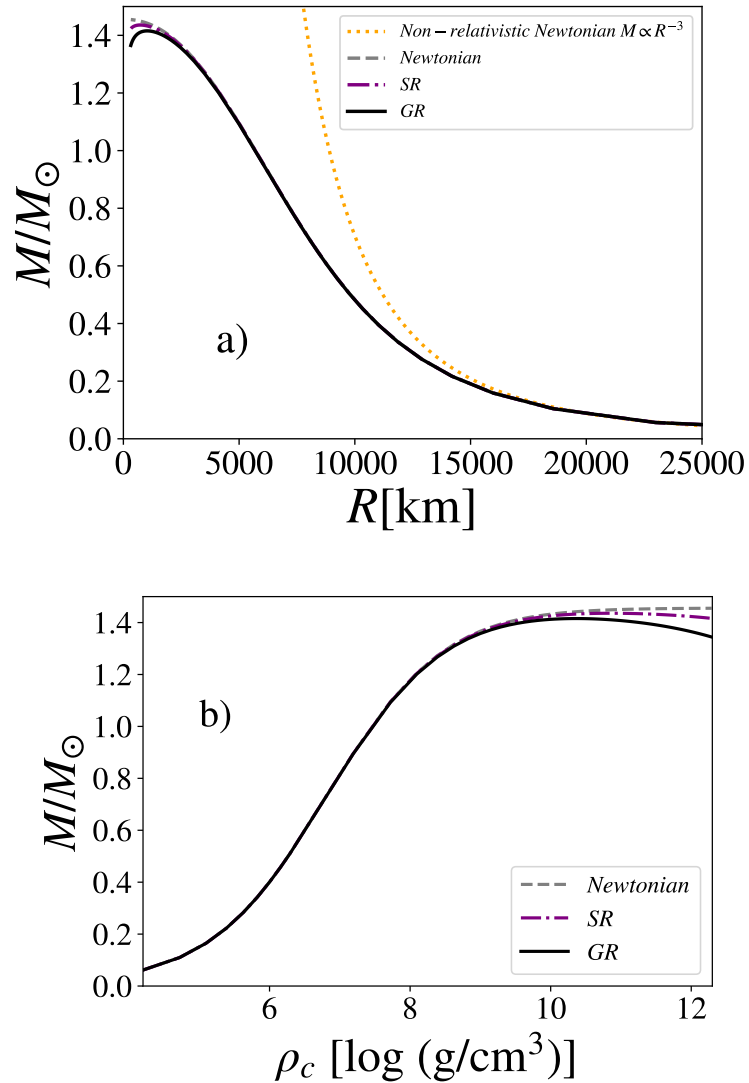 Non − relativistic Newtonian M ∝ R⁻³
Newtonian
SR
GR
1.4
1.2
1.0
0.8
0.6
0.4
0.2
0.0
M/M⊙
a)
0 5000 10000 15000 20000 25000
R[km]
1.4
1.2
1.0
0.8
0.6
0.4
0.2
0.0
M/M⊙
b)
Newtonian
SR
GR
6 8 10 12
ρc [log (g/cm³)]